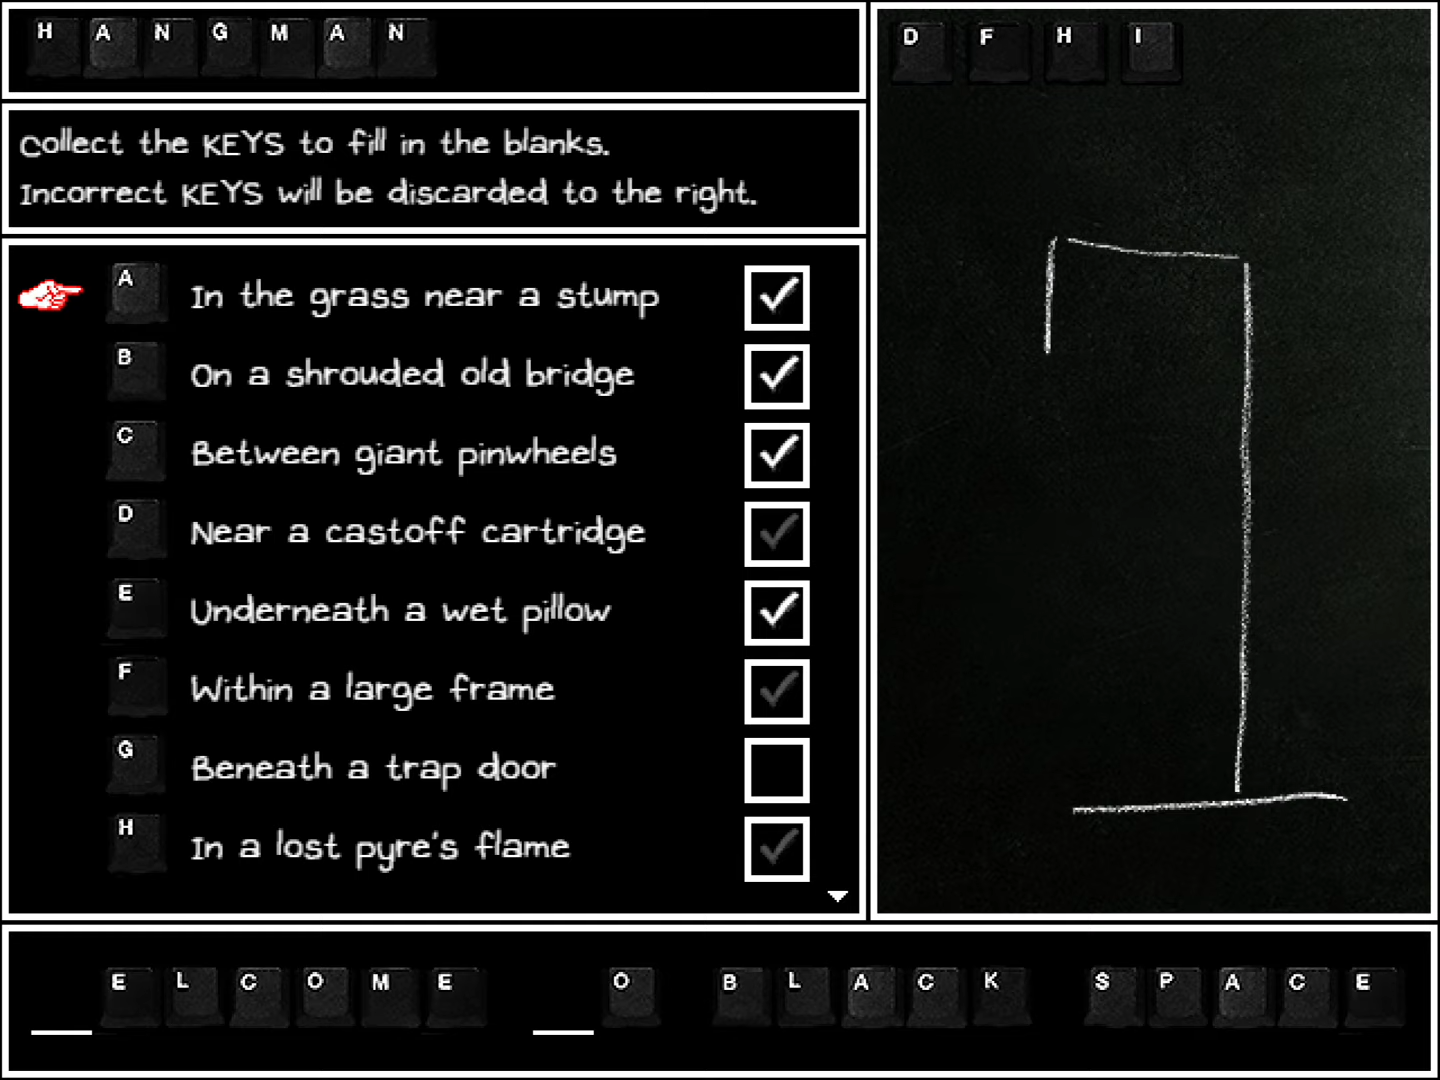 HANGMAN
D F H I
Collect the KEYS to fill in the blanks.
Incorrect KEYS will be discarded to the right.
A In the grass near a stump
B On a shrouded old bridge
C Between giant pinwheels
D Near a castoff cartridge
E Underneath a wet pillow
F Within a large frame
G Beneath a trap door
H In a lost pyre's flame
_ELCOME _O BLACK SPACE